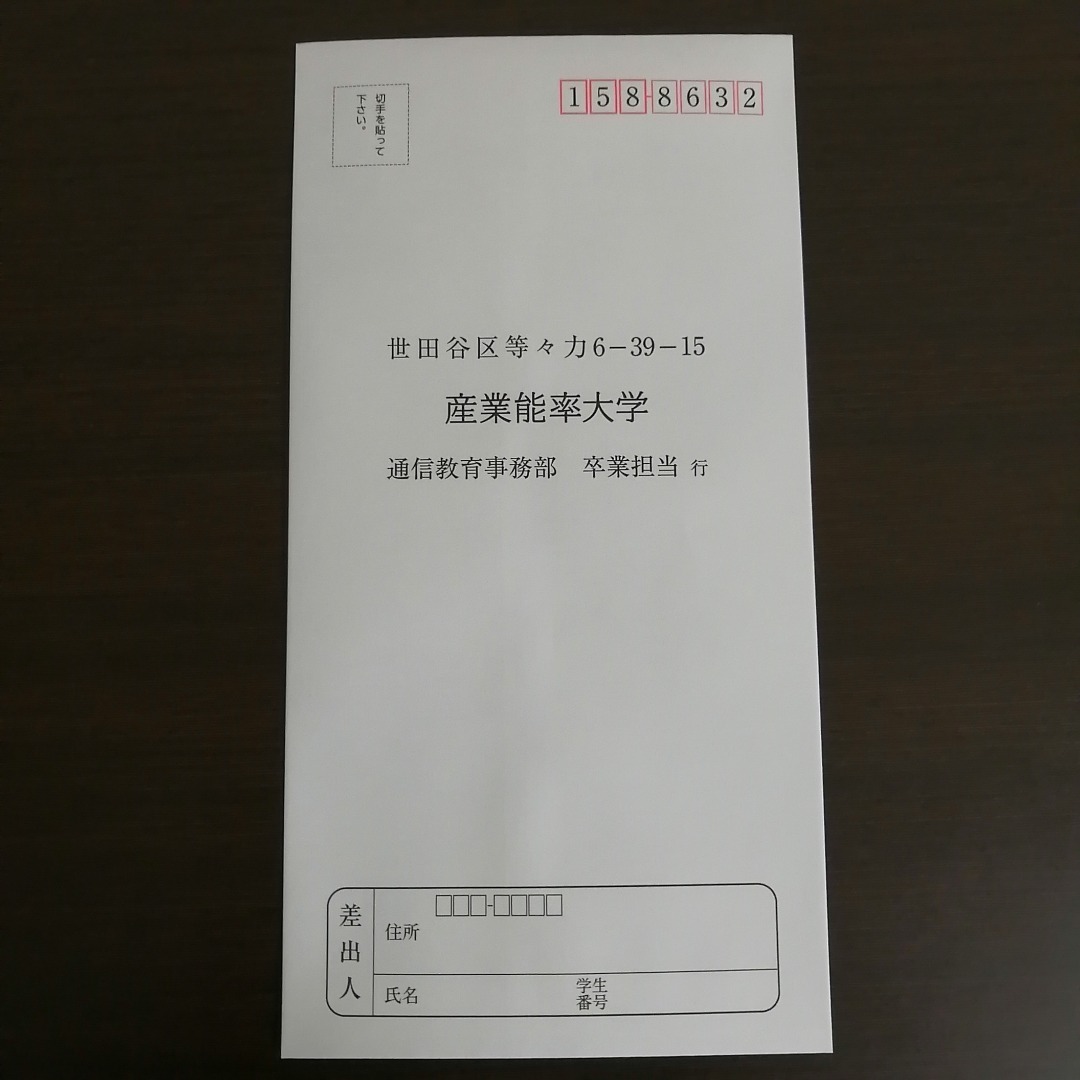 切手を貼って
下さい。
158-8632
世田谷区等々力6-39-15
産業能率大学
通信教育事務部 卒業担当 行
差出人
住所
氏名
学生
番号